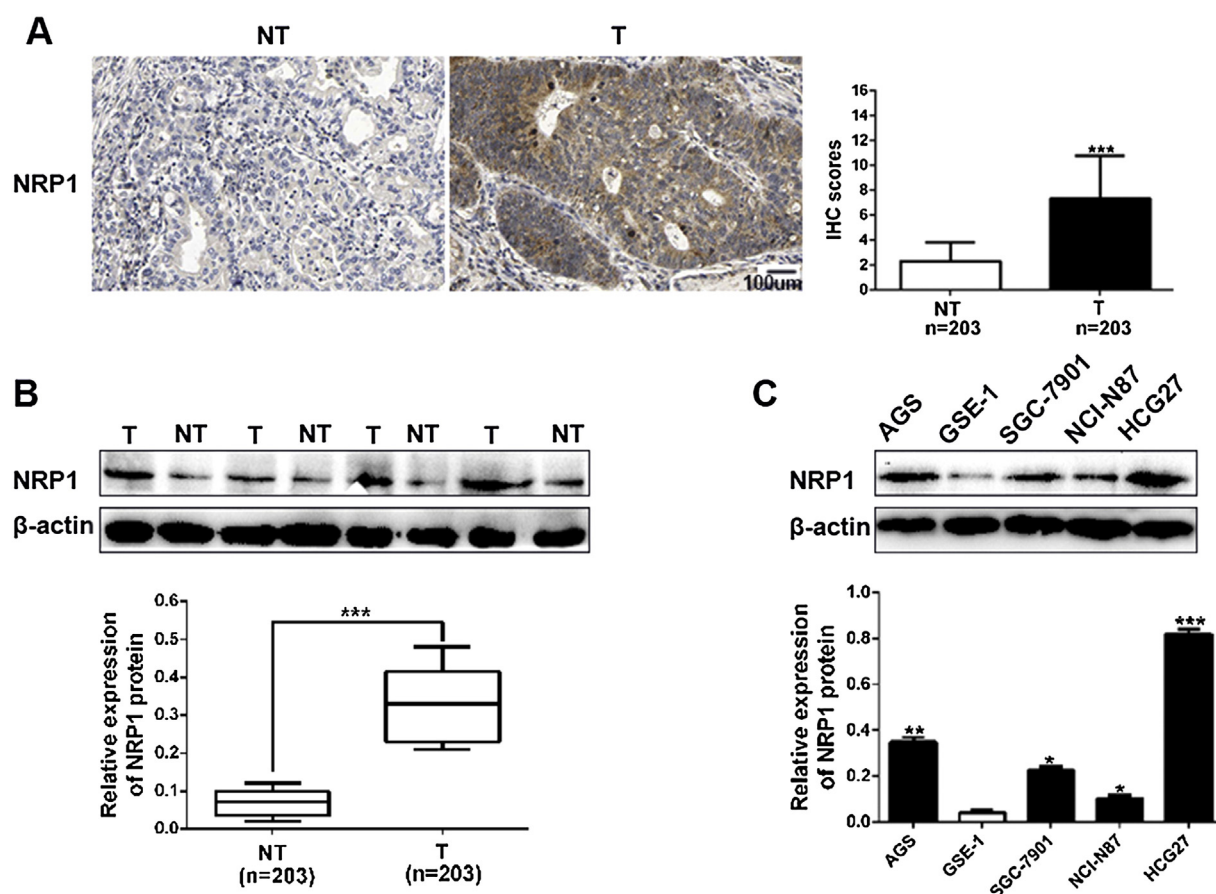 A
NT T
NRP1
100um
IHC scores
16
14
12
10
8
6
4
2
0
***
NT T
n=203 n=203
B
T NT T NT T NT T NT
NRP1
β-actin
Relative expression
of NRP1 protein
0.6
0.5
0.4
0.3
0.2
0.1
0.0
***
NT T
(n=203) (n=203)
C
AGS GSE-1 SGC-7901 NCI-N87 HCG27
NRP1
β-actin
Relative expression
of NRP1 protein
1.0
0.8
0.6
0.4
0.2
0.0
** * * ***
AGS GSE-1 SGC-7901 NCI-N87 HCG27